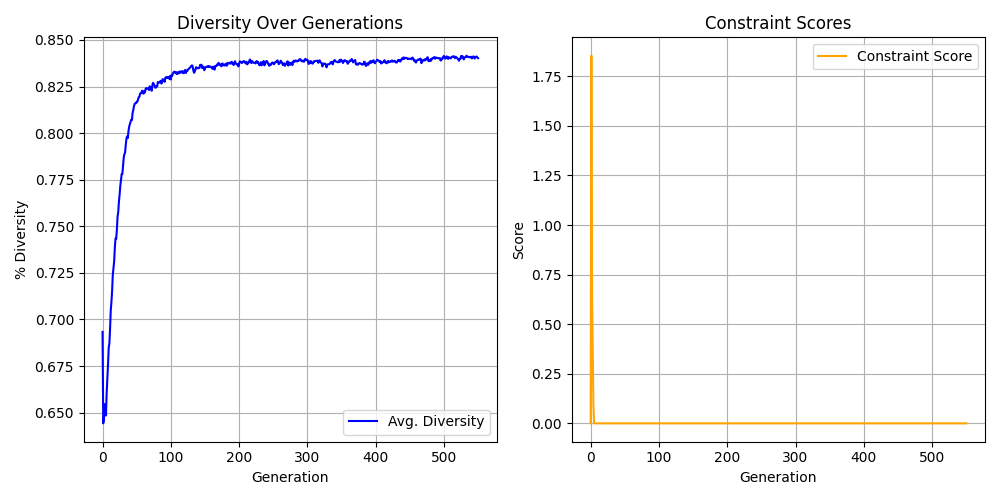 Diversity Over Generations
0.850
0.825
0.800
0.775
0.750
0.725
0.700
0.675
0.650
% Diversity
Avg. Diversity
0 100 200 300 400 500
Generation
Constraint Scores
Constraint Score
1.75
1.50
1.25
1.00
0.75
0.50
0.25
0.00
Score
0 100 200 300 400 500
Generation